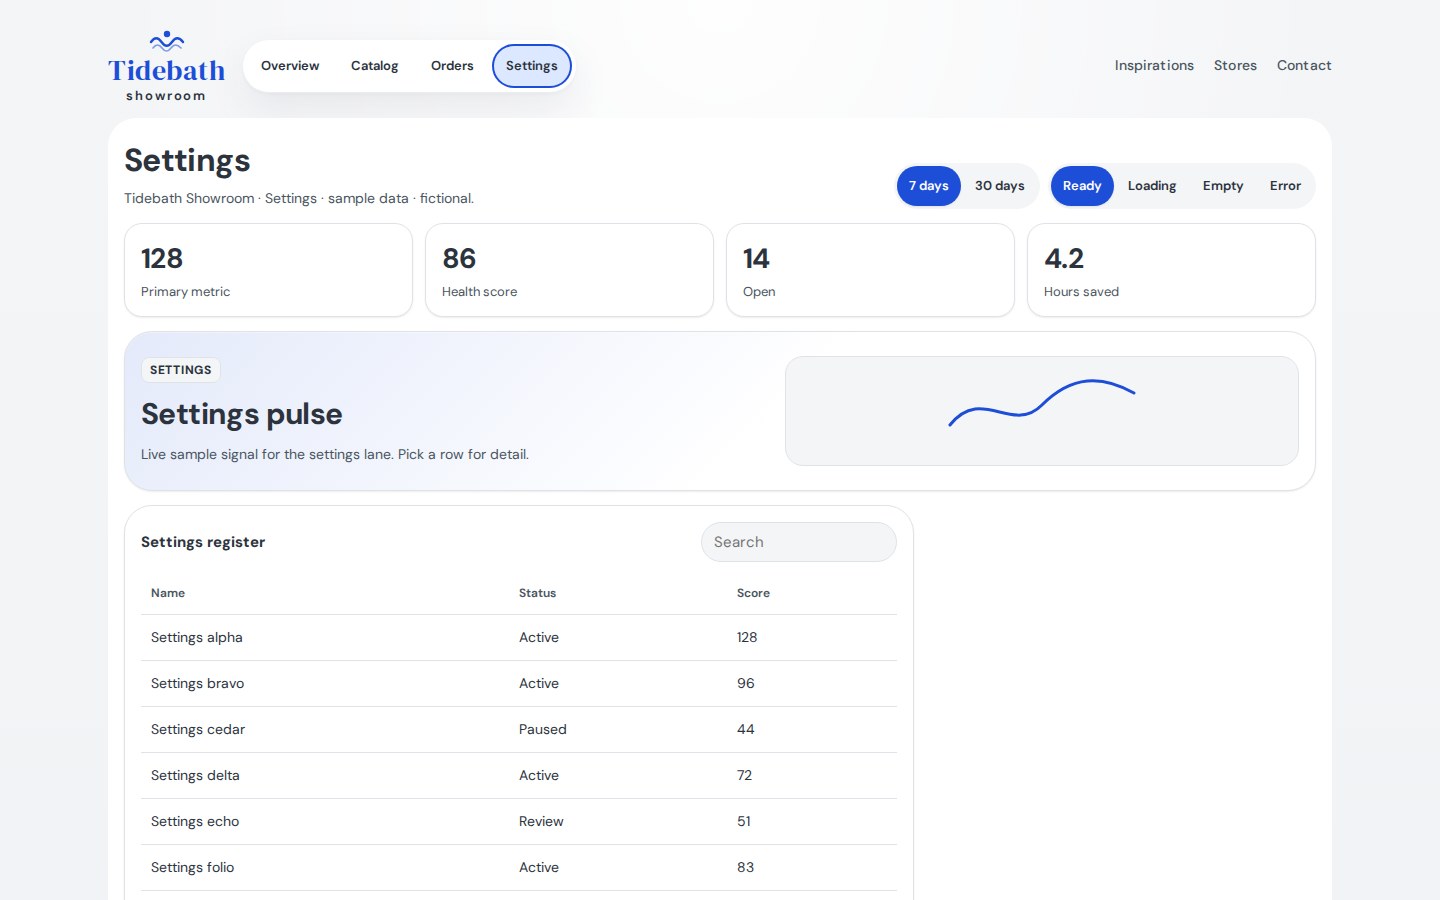 Tidebath
showroom
Overview Catalog Orders Settings
Inspirations Stores Contact
Settings
Tidebath Showroom · Settings · sample data · fictional.
7 days 30 days Ready Loading Empty Error
128
Primary metric
86
Health score
14
Open
4.2
Hours saved
SETTINGS
Settings pulse
Live sample signal for the settings lane. Pick a row for detail.
Settings register
Search
Name Status Score
Settings alpha Active 128
Settings bravo Active 96
Settings cedar Paused 44
Settings delta Active 72
Settings echo Review 51
Settings folio Active 83